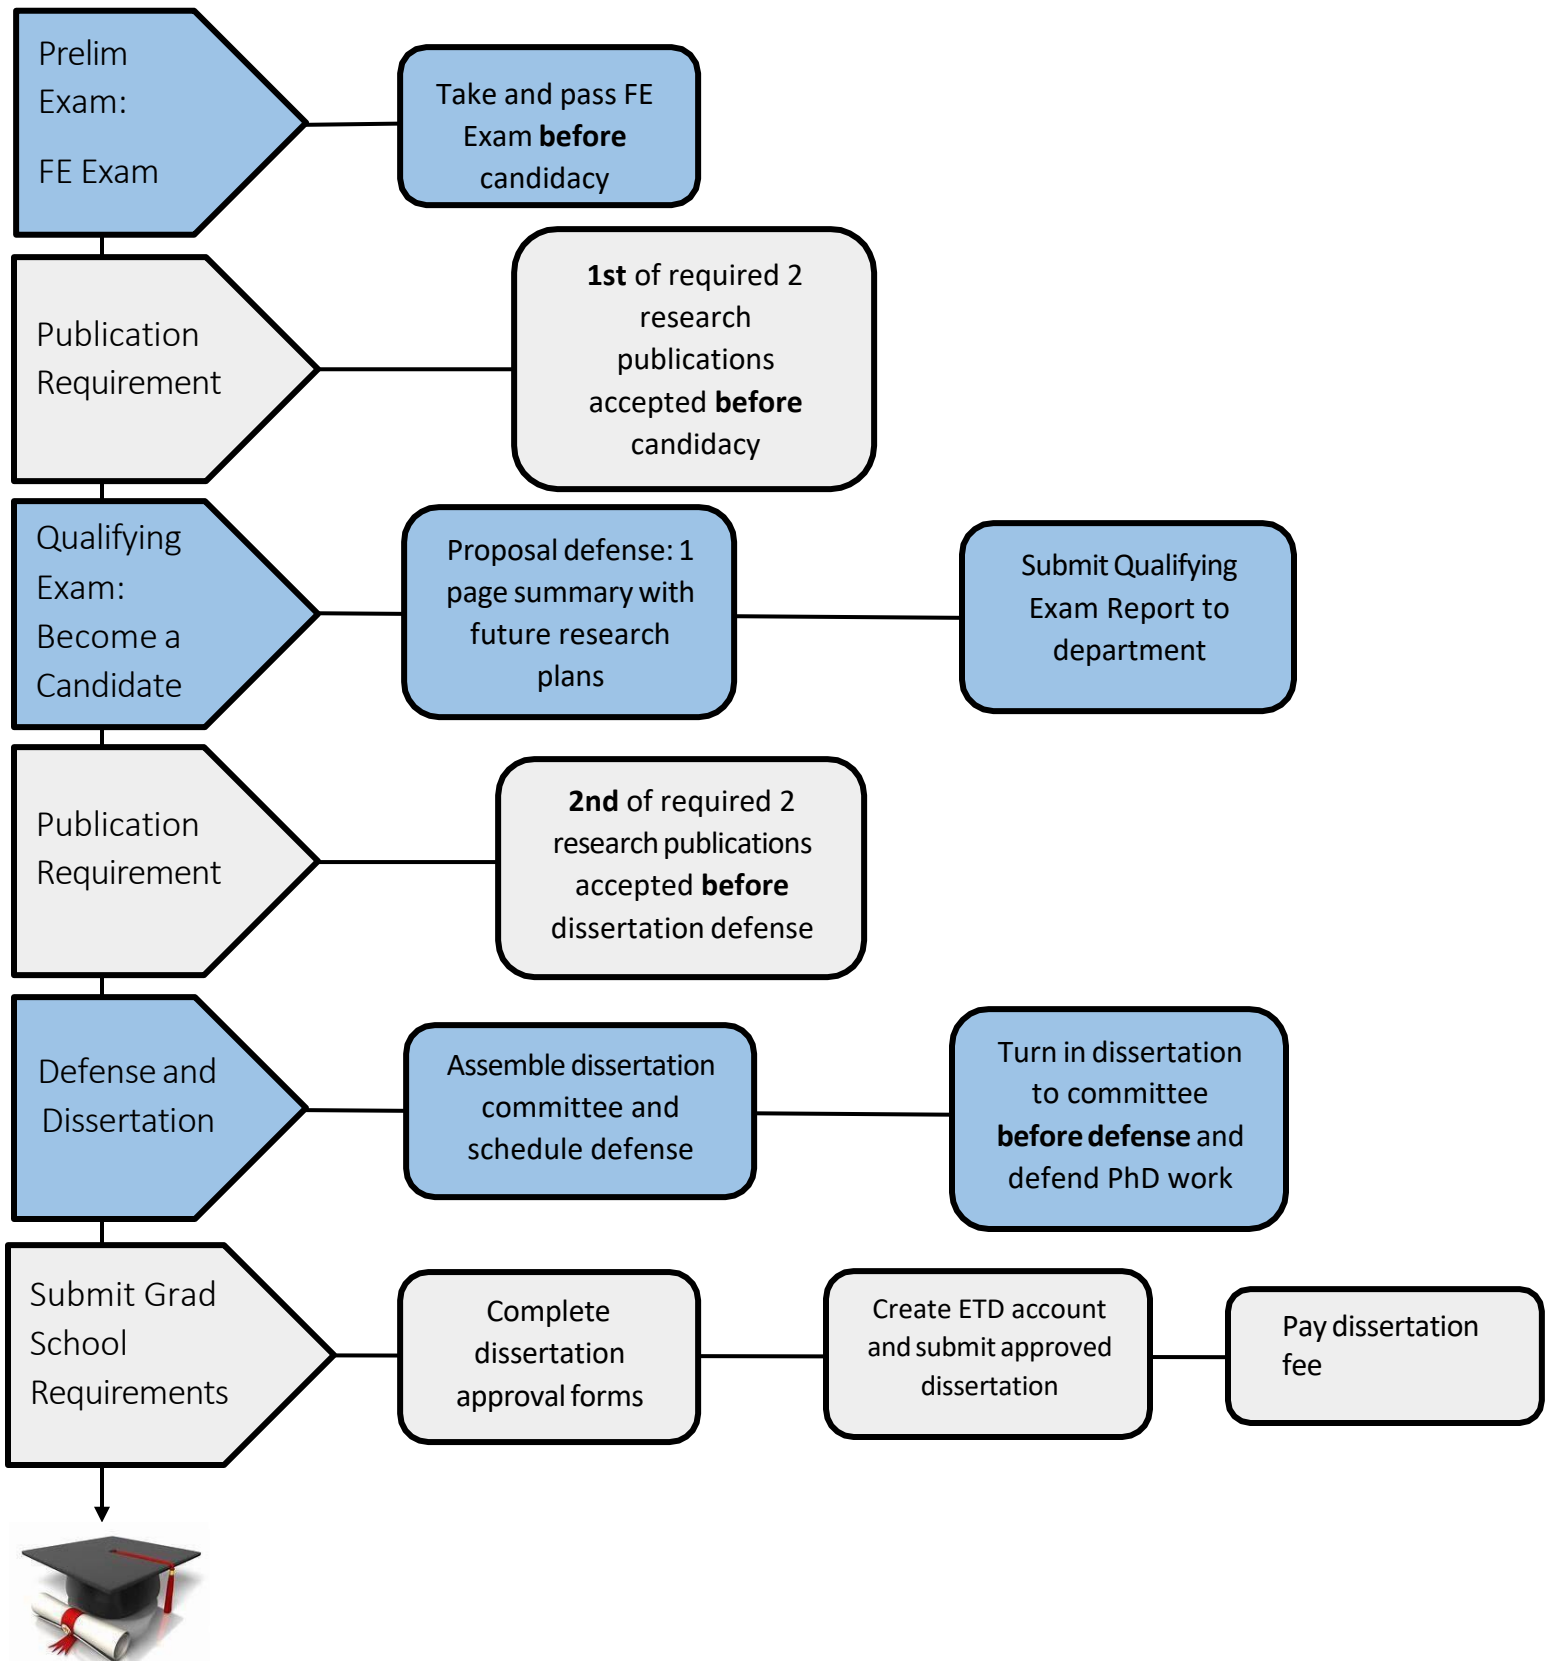 Prelim
Exam:
FE Exam
Take and pass FE
Exam before
candidacy
Publication
Requirement
1st of required 2
research
publications
accepted before
candidacy
Qualifying
Exam:
Become a
Candidate
Proposal defense: 1
page summary with
future research
plans
Submit Qualifying
Exam Report to
department
Publication
Requirement
2nd of required 2
research publications
accepted before
dissertation defense
Defense and
Dissertation
Assemble dissertation
committee and
schedule defense
Turn in dissertation
to committee
before defense and
defend PhD work
Submit Grad
School
Requirements
Complete
dissertation
approval forms
Create ETD account
and submit approved
dissertation
Pay dissertation
fee